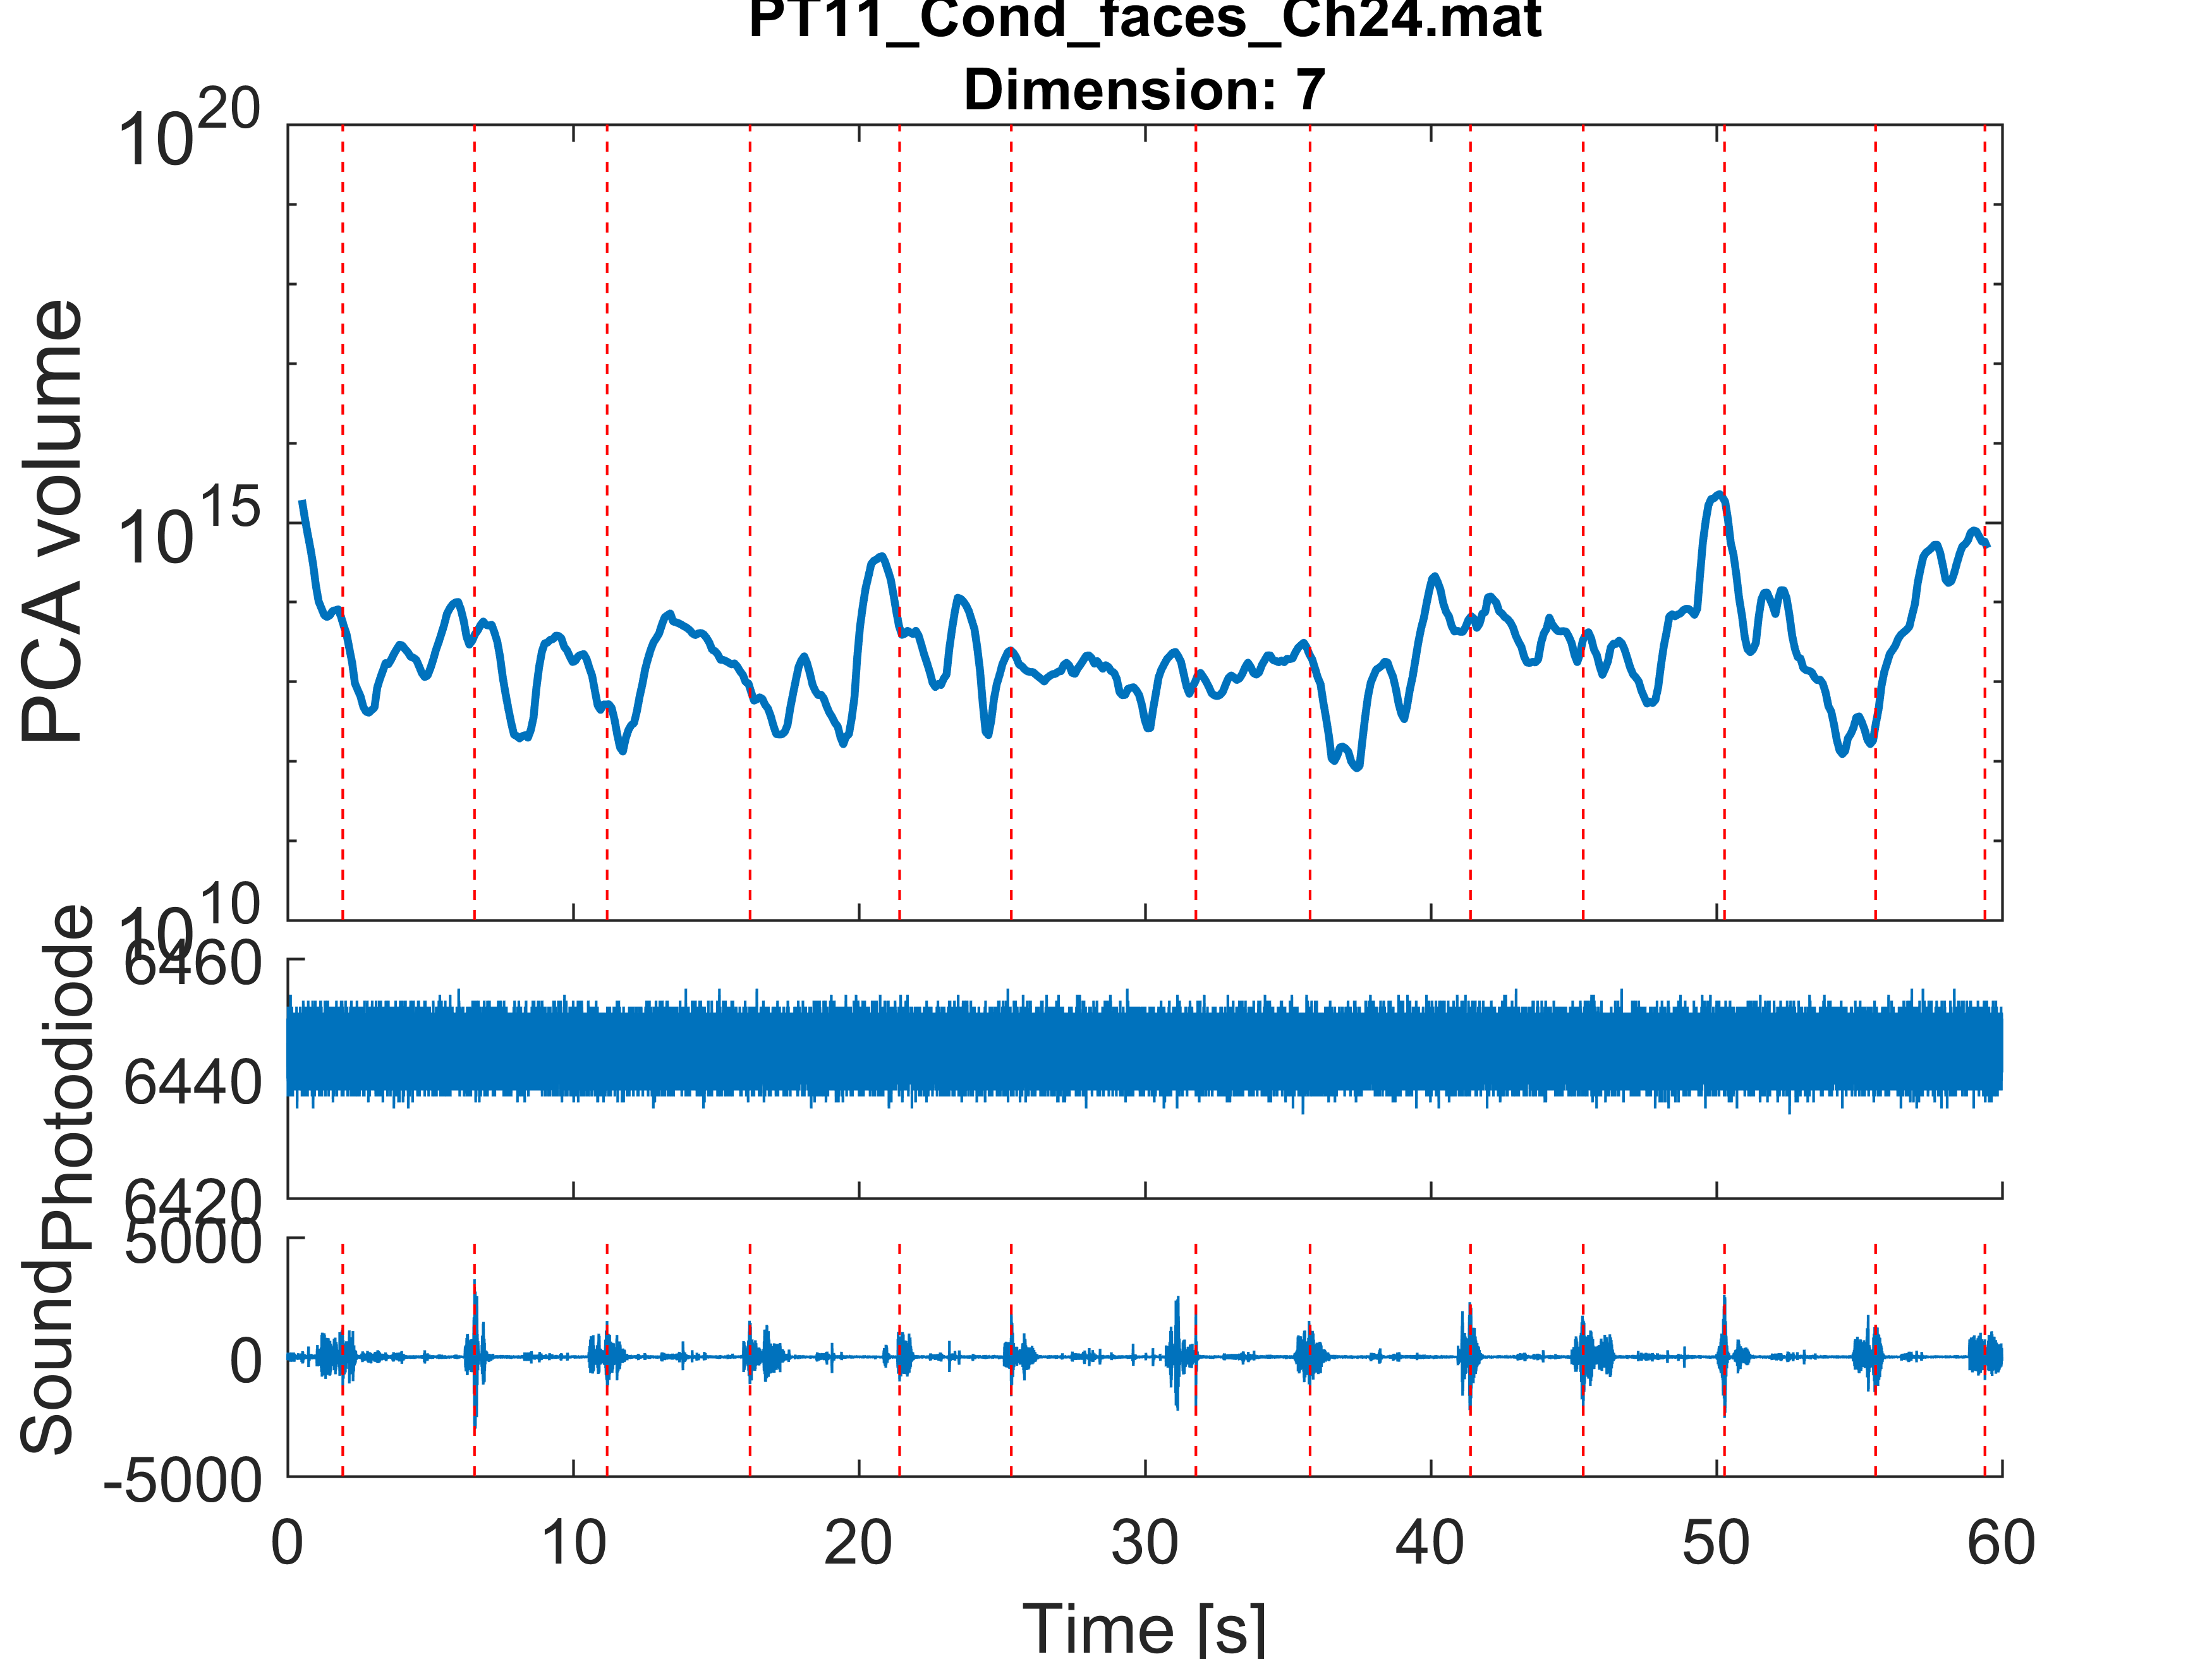 PT11_Cond_faces_Ch24.mat
Dimension: 7
PCA volume
10^20
10^15
10^10
Photodiode
6460
6440
6420
Sound
5000
0
-5000
0 10 20 30 40 50 60
Time [s]